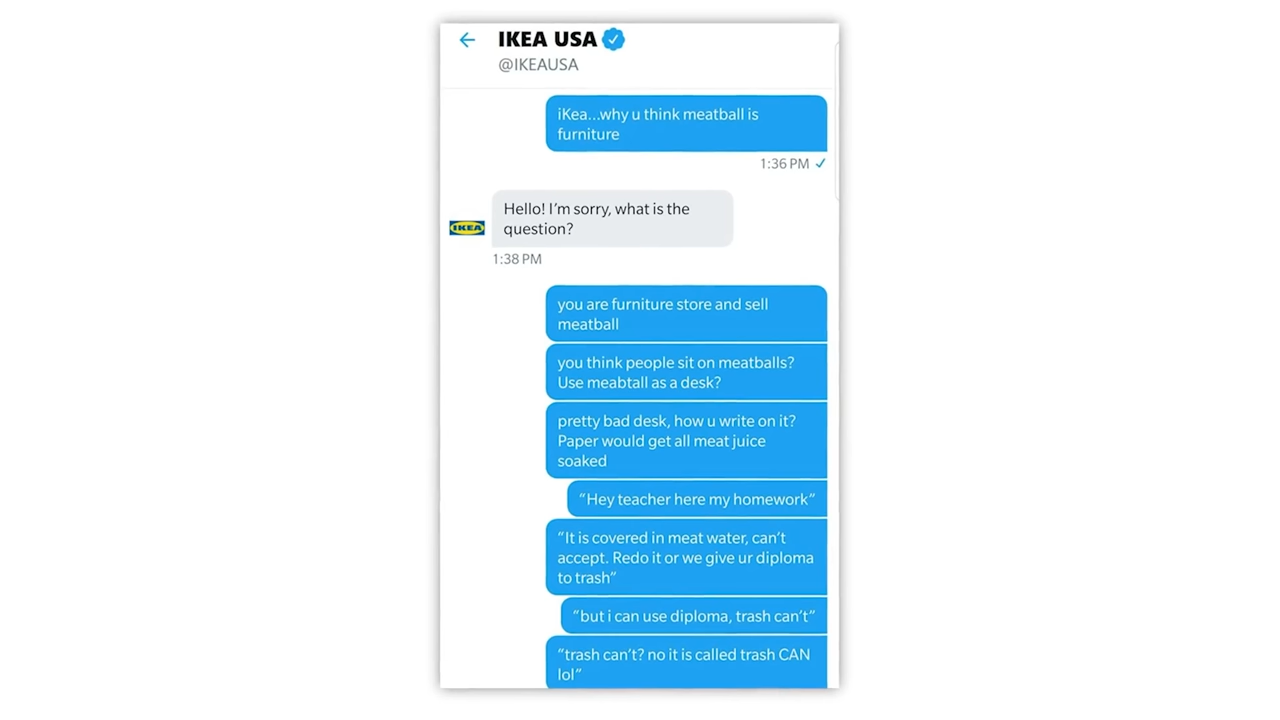 IKEA USA
@IKEAUSA
iKea...why u think meatball is
furniture
1:36 PM ✓
Hello! I'm sorry, what is the
question?
IKEA
1:38 PM
you are furniture store and sell
meatball
you think people sit on meatballs?
Use meabtall as a desk?
pretty bad desk, how u write on it?
Paper would get all meat juice
soaked
“Hey teacher here my homework”
“It is covered in meat water, can't
accept. Redo it or we give ur diploma
to trash”
“but i can use diploma, trash can't”
“trash can't? no it is called trash CAN
lol”